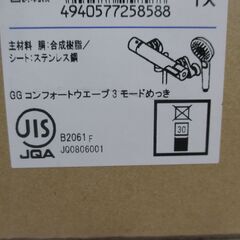 4940577258588
主材料 胴:合成樹脂/
シート:ステンレス鋼
GG コンフォートウエーブ3モードめっき
JIS
JQA
B2061 F
JQ0806001
30